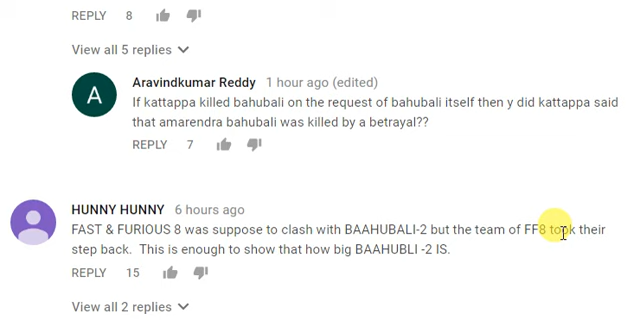 REPLY 8
View all 5 replies
A
Aravindkumar Reddy 1 hour ago (edited)
If kattappa killed bahubali on the request of bahubali itself then y did kattappa said
that amarendra bahubali was killed by a betrayal??
REPLY 7
HUNNY HUNNY 6 hours ago
FAST & FURIOUS 8 was suppose to clash with BAAHUBALI-2 but the team of FF8 took their
step back. This is enough to show that how big BAAHUBLI -2 IS.
REPLY 15
View all 2 replies